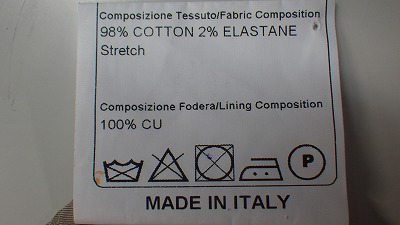 Composizione Tessuto/Fabric Composition
98% COTTON 2% ELASTANE
Stretch
Composizione Fodera/Lining Composition
100% CU
P
MADE IN ITALY